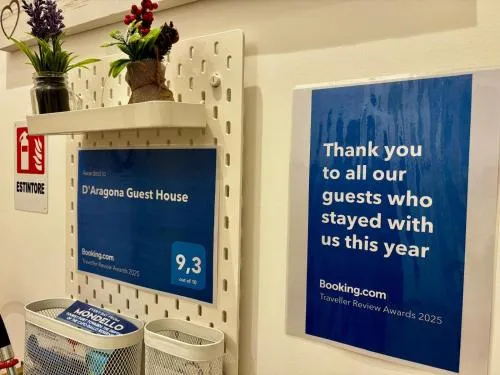 ESTINTORE
Awarded to
D'Aragona Guest House
Booking.com
Traveller Review Awards 2025
9,3
out of 10
MONDELLO
Thank you
to all our
guests who
stayed with
us this year
Booking.com
Traveller Review Awards 2025